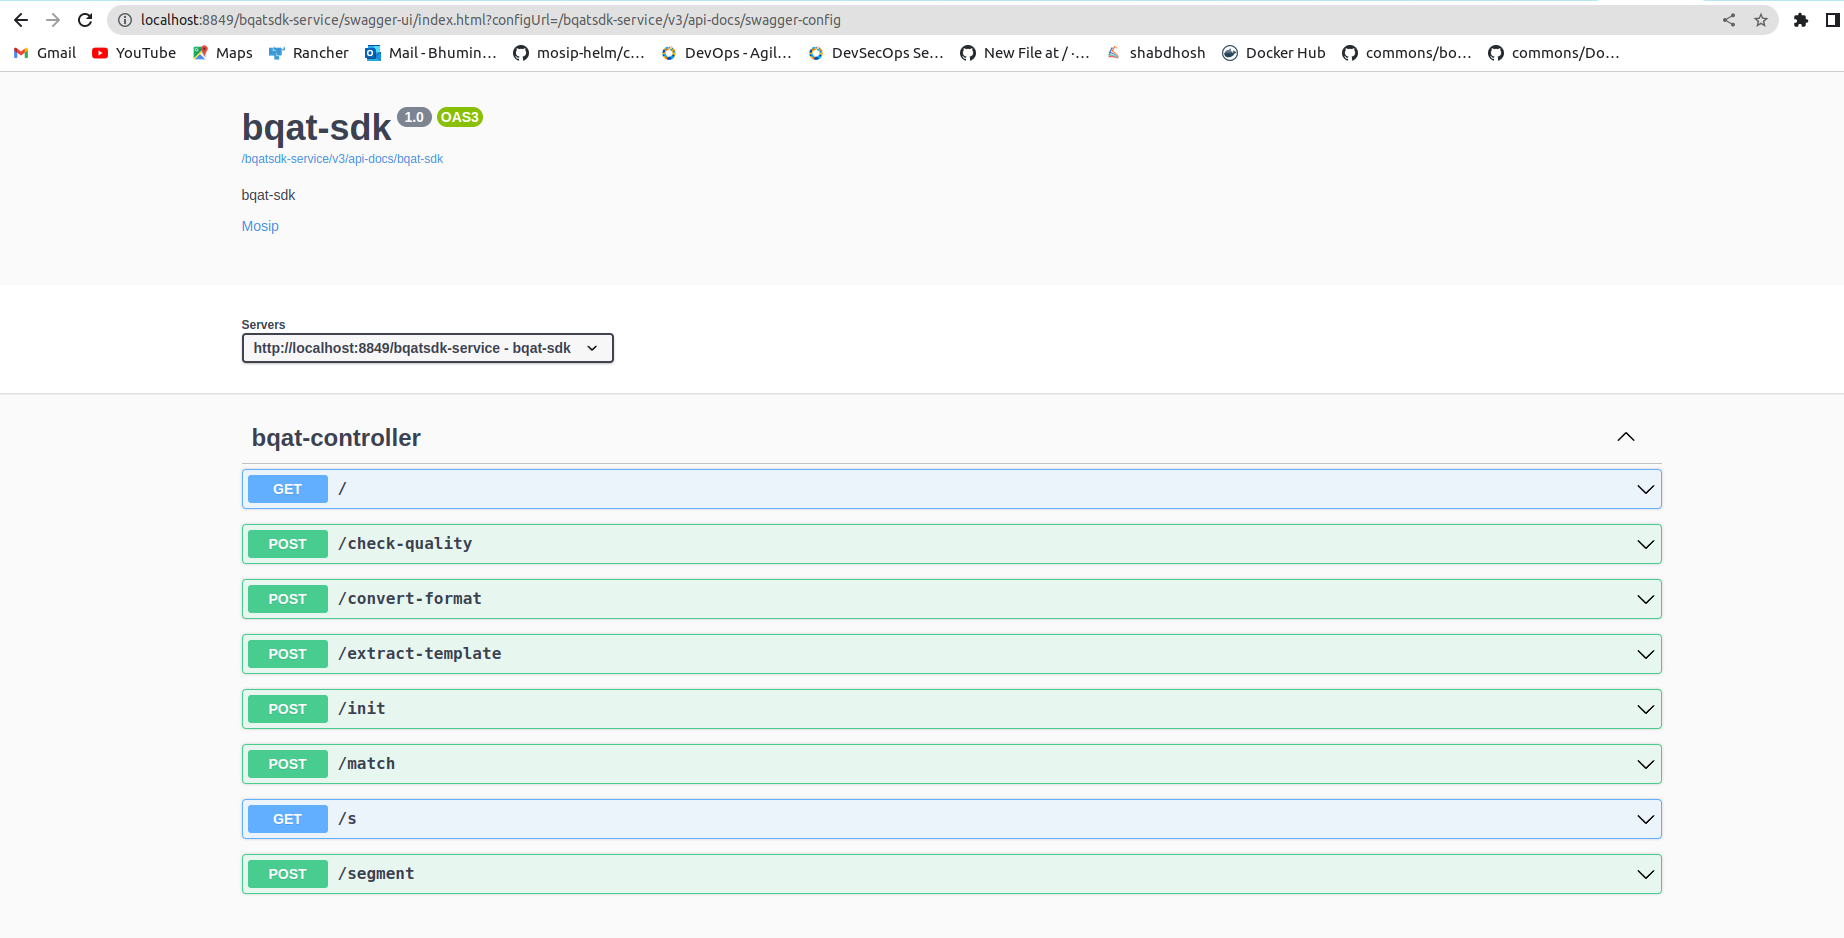 localhost:8849/bqatsdk-service/swagger-ui/index.html?configUrl=/bqatsdk-service/v3/api-docs/swagger-config
Gmail YouTube Maps Rancher Mail - Bhumin... mosip-helm/c... DevOps - Agil... DevSecOps Se... New File at / ·... shabdhosh Docker Hub commons/bo... commons/Do...
bqat-sdk 1.0 OAS3
/bqatsdk-service/v3/api-docs/bqat-sdk
bqat-sdk
Mosip
Servers
http://localhost:8849/bqatsdk-service - bqat-sdk
bqat-controller
GET /
POST /check-quality
POST /convert-format
POST /extract-template
POST /init
POST /match
GET /s
POST /segment